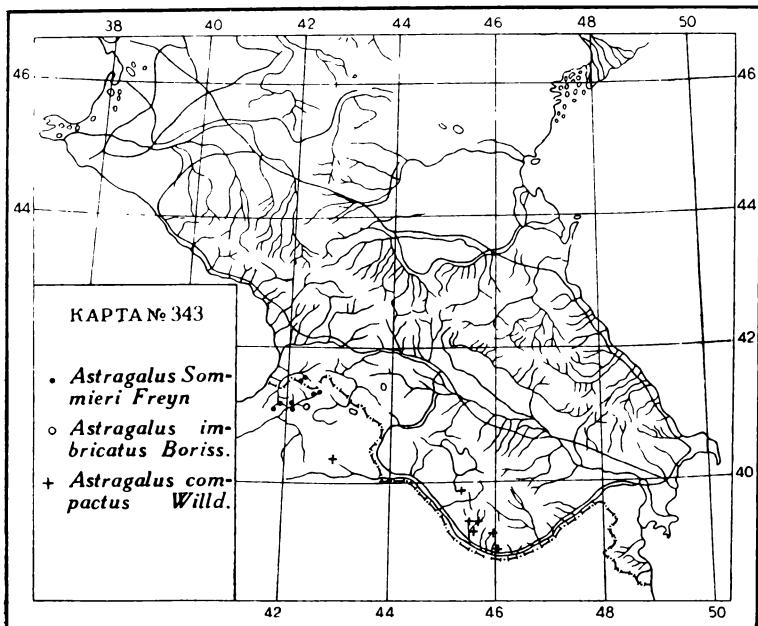 38 40 42 44 46 48 50
46 46
44 44
КАРТА № 343
42
• Astragalus Som-
mieri Freyn
○ Astragalus im-
bricatus Boriss.
+ Astragalus com-
pactus Willd.
40
42 44 46 48 50